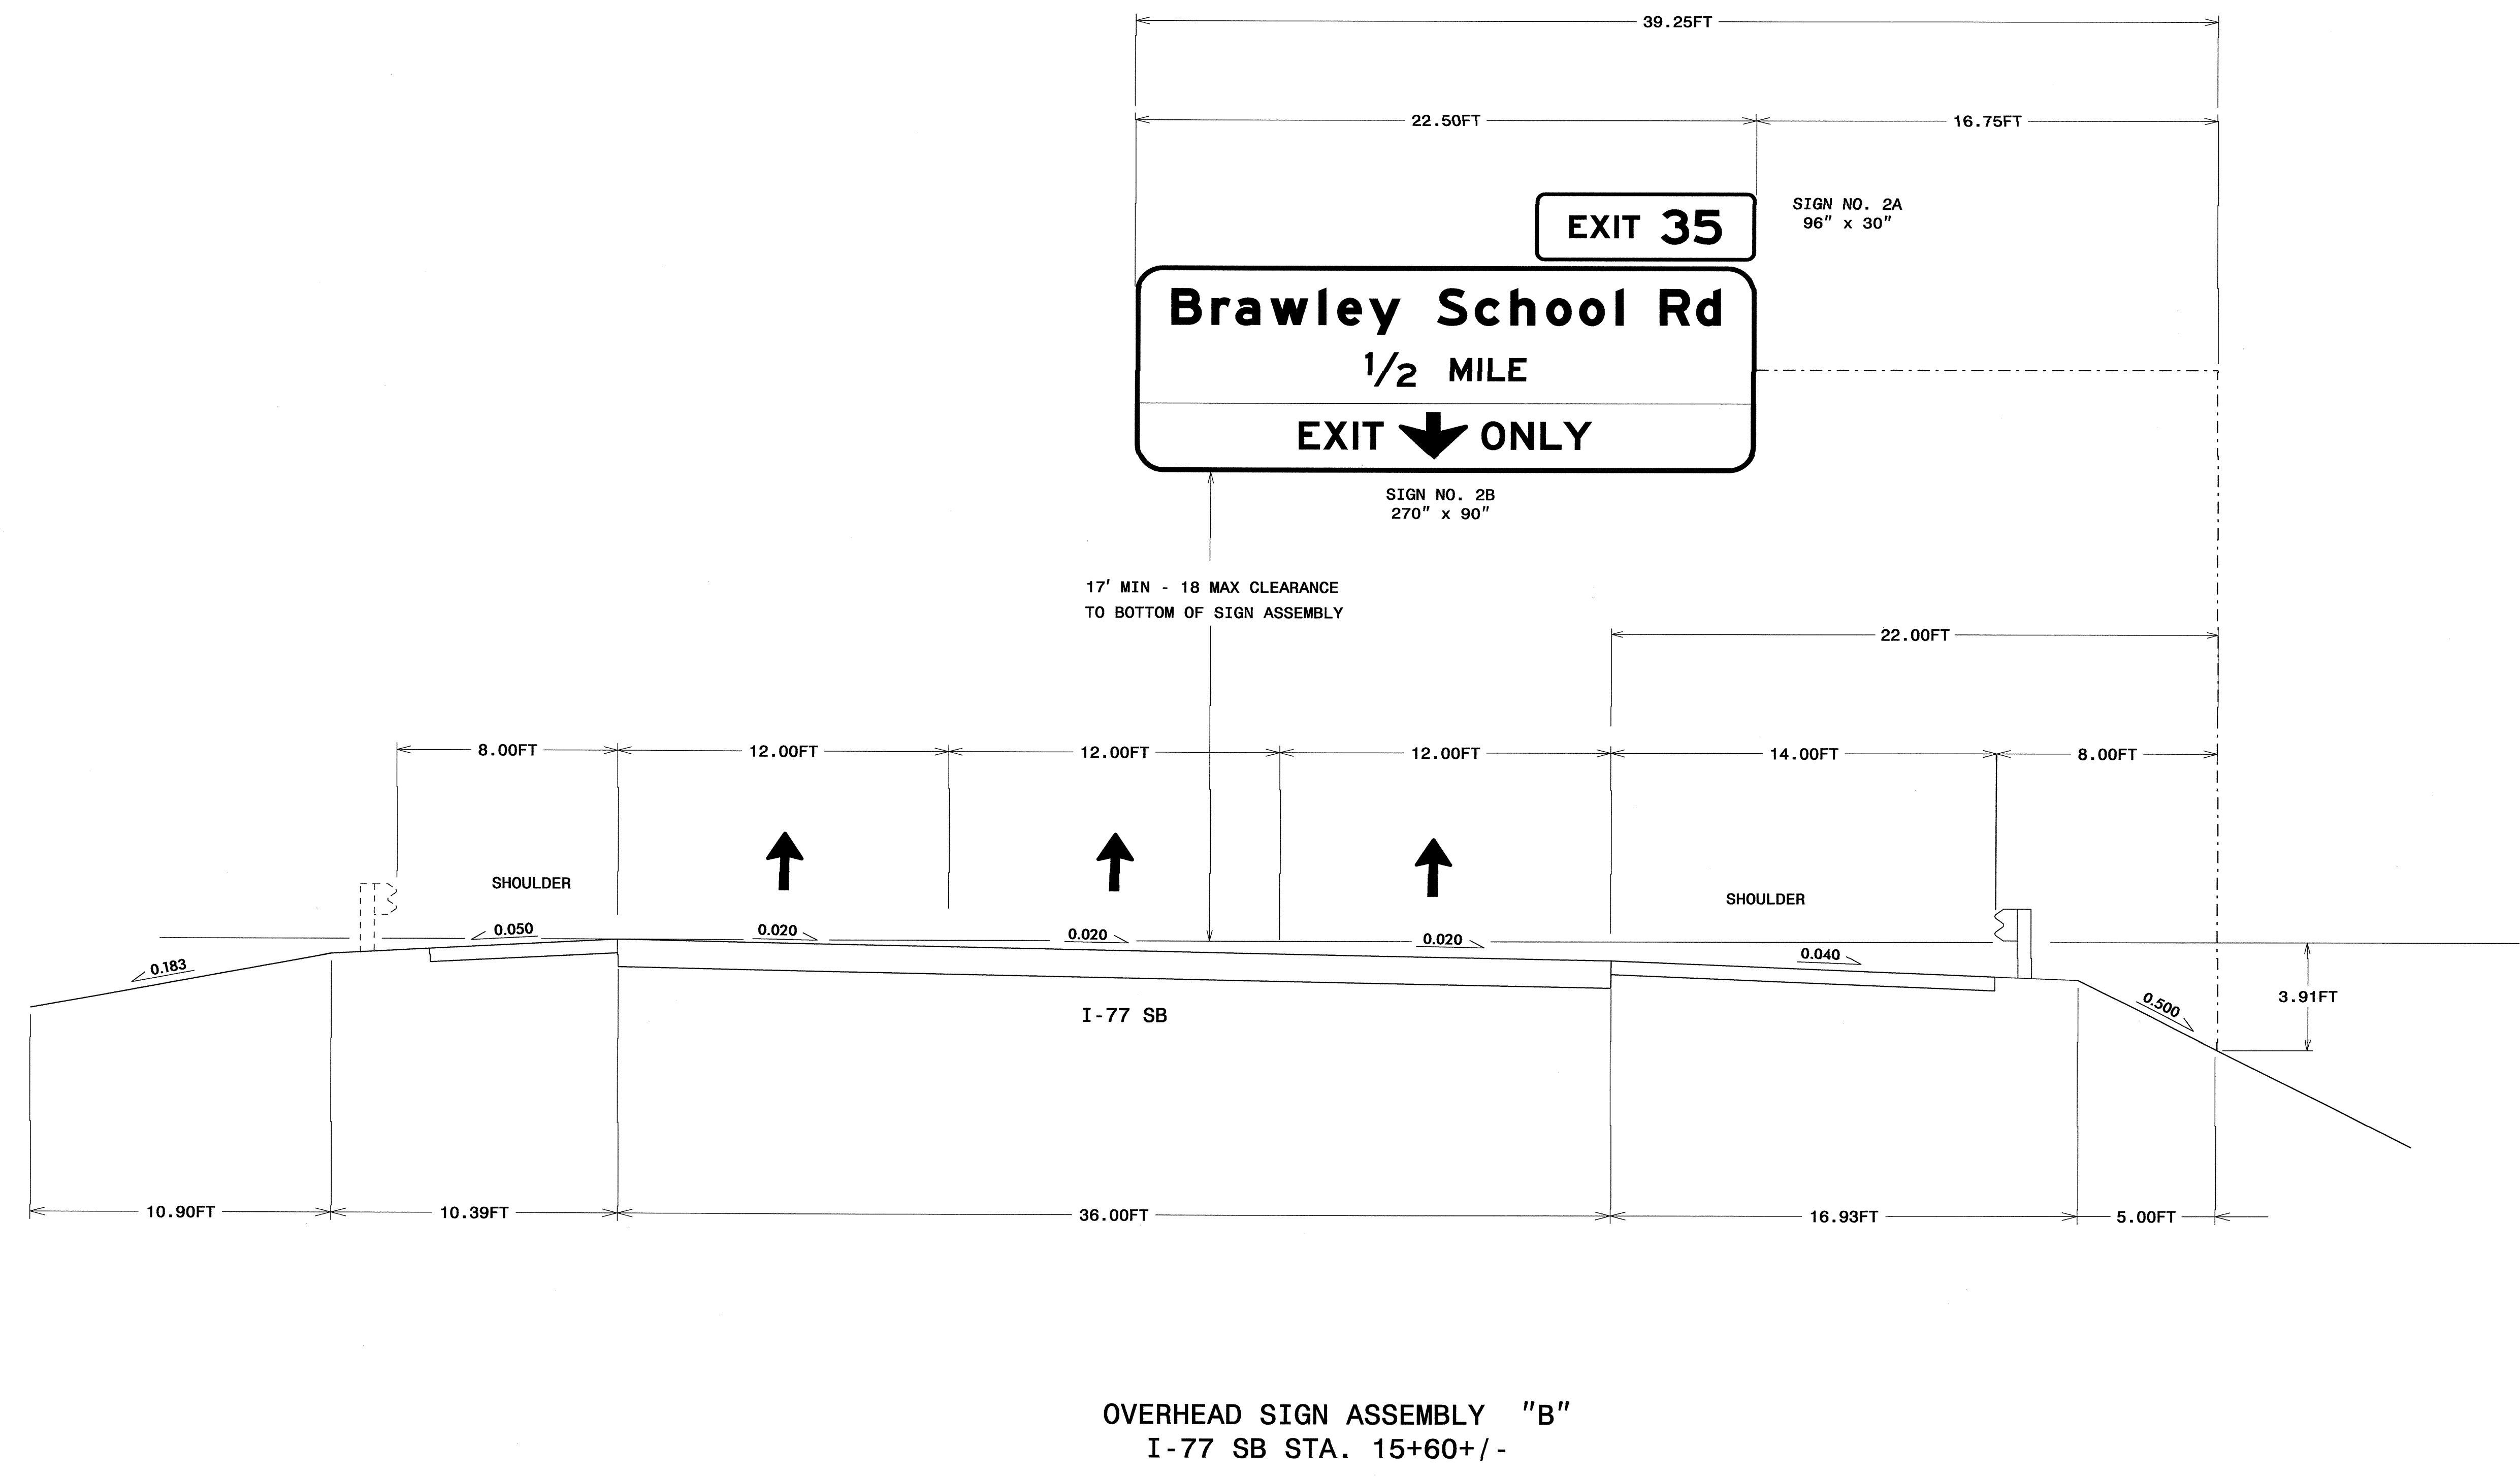 39.25FT
22.50FT 16.75FT
EXIT 35
SIGN NO. 2A
96" x 30"
Brawley School Rd
1/2 MILE
EXIT ONLY
SIGN NO. 2B
270" x 90"
17' MIN - 18 MAX CLEARANCE
TO BOTTOM OF SIGN ASSEMBLY
22.00FT
8.00FT 12.00FT 12.00FT 12.00FT 14.00FT 8.00FT
SHOULDER SHOULDER
0.183 0.050 0.020 0.020 0.020 0.040 0.500
3.91FT
I-77 SB
10.90FT 10.39FT 36.00FT 16.93FT 5.00FT
OVERHEAD SIGN ASSEMBLY "B"
I-77 SB STA. 15+60+/-